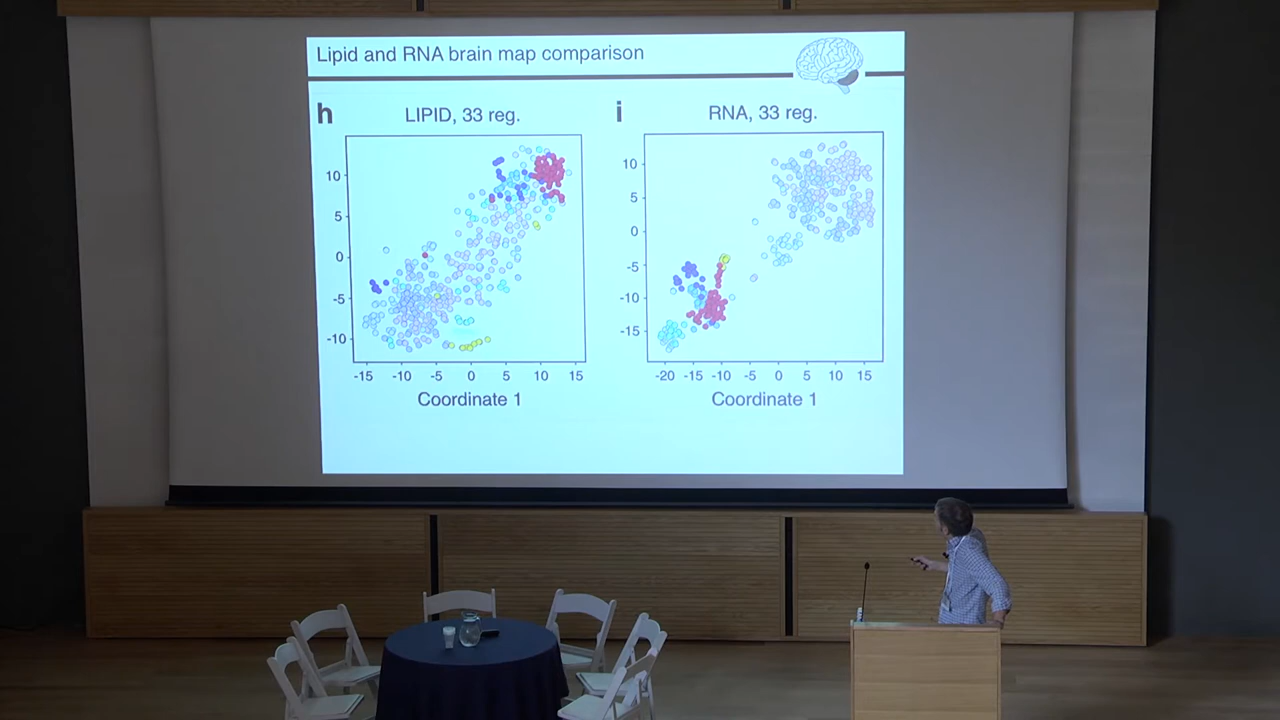 Lipid and RNA brain map comparison
h
LIPID, 33 reg.
10
5
0
-5
-10
-15 -10 -5 0 5 10 15
Coordinate 1
i
RNA, 33 reg.
10
5
0
-5
-10
-15
-20 -15 -10 -5 0 5 10 15
Coordinate 1